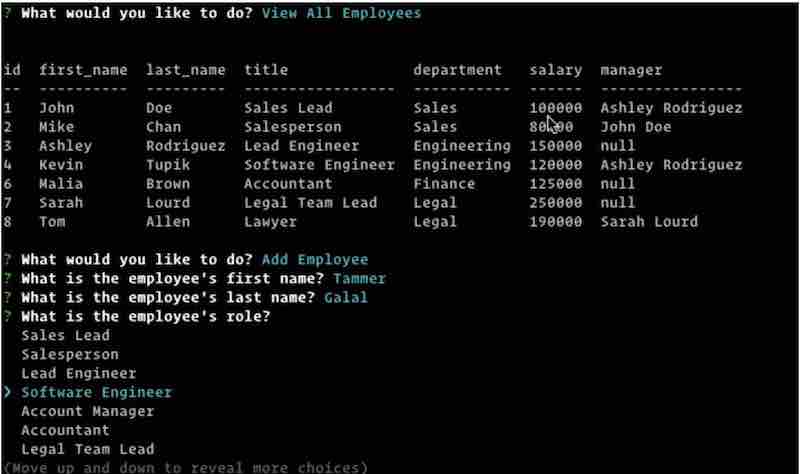 ? What would you like to do? View All Employees
id first_name last_name title department salary manager
-- ---------- ---------- ----------------- ----------- ------ ----------------
1 John Doe Sales Lead Sales 100000 Ashley Rodriguez
2 Mike Chan Salesperson Sales 80000 John Doe
3 Ashley Rodriguez Lead Engineer Engineering 150000 null
4 Kevin Tupik Software Engineer Engineering 120000 Ashley Rodriguez
6 Malia Brown Accountant Finance 125000 null
7 Sarah Lourd Legal Team Lead Legal 250000 null
8 Tom Allen Lawyer Legal 190000 Sarah Lourd
? What would you like to do? Add Employee
? What is the employee's first name? Tammer
? What is the employee's last name? Galal
? What is the employee's role?
Sales Lead
Salesperson
Lead Engineer
❯ Software Engineer
Account Manager
Accountant
Legal Team Lead
(Move up and down to reveal more choices)